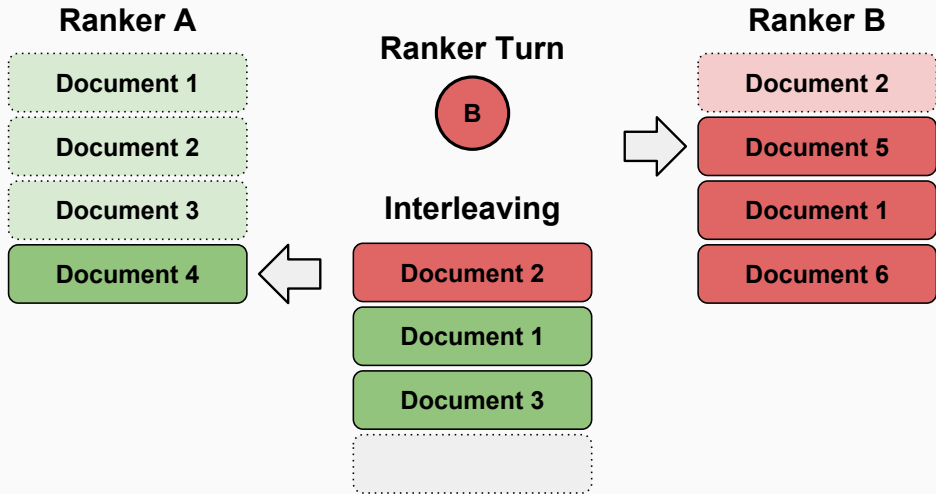 Ranker A
Document 1
Document 2
Document 3
Document 4
Ranker Turn
B
Interleaving
Document 2
Document 1
Document 3
Ranker B
Document 2
Document 5
Document 1
Document 6